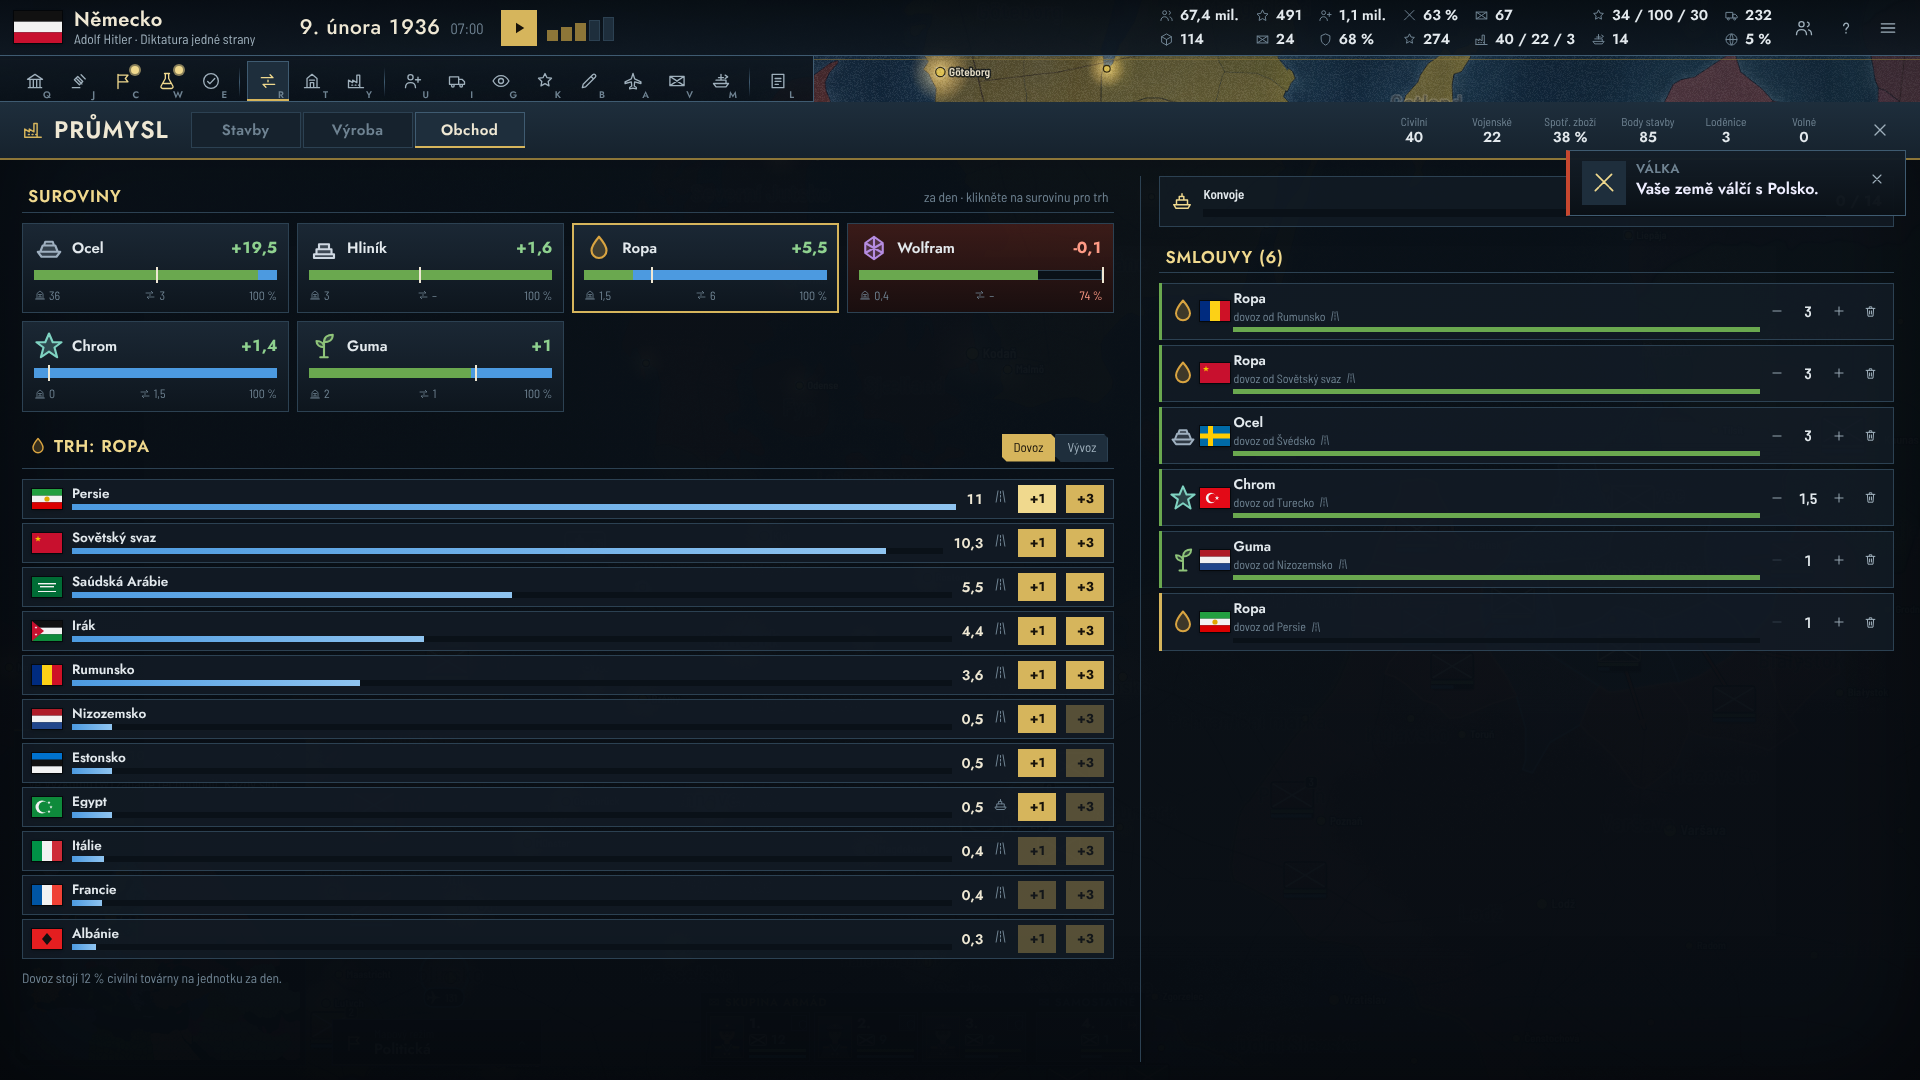 Německo
Adolf Hitler · Diktatura jedné strany
9. února 1936 07:00
67,4 mil. 491 1,1 mil. 63 % 67 34 / 100 / 30 232
114 24 68 % 274 40 / 22 / 3 14 5 %
?
Q J C W E R T Y U I G K B A V M L
Göteborg
PRŮMYSL
Stavby
Výroba
Obchod
Civilní 40
Vojenské 22
Spotř. zboží 38 %
Body stavby 85
Loděnice 3
Volné 0
VÁLKA
Vaše země válčí s Polsko.
SUROVINY
za den · klikněte na surovinu pro trh
Ocel +19,5
36 3 100 %
Hliník +1,6
3 – 100 %
Ropa +5,5
1,5 6 100 %
Wolfram -0,1
0,4 – 74 %
Chrom +1,4
0 1,5 100 %
Guma +1
2 1 100 %
TRH: ROPA
Dovoz
Vývoz
Persie 11 +1 +3
Sovětský svaz 10,3 +1 +3
Saúdská Arábie 5,5 +1 +3
Irák 4,4 +1 +3
Rumunsko 3,6 +1 +3
Nizozemsko 0,5 +1 +3
Estonsko 0,5 +1 +3
Egypt 0,5 +1 +3
Itálie 0,4 +1 +3
Francie 0,4 +1 +3
Albánie 0,3 +1 +3
Dovoz stojí 12 % civilní továrny na jednotku za den.
Konvoje
SMLOUVY (6)
Ropa
dovoz od Rumunsko
− 3 +
Ropa
dovoz od Sovětský svaz
− 3 +
Ocel
dovoz od Švédsko
− 3 +
Chrom
dovoz od Turecko
− 1,5 +
Guma
dovoz od Nizozemsko
− 1 +
Ropa
dovoz od Persie
− 1 +